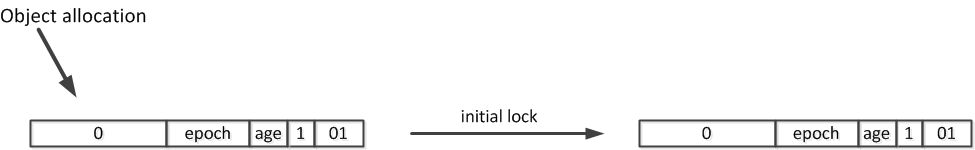 Object allocation
initial lock
0 epoch age 1 01
0 epoch age 1 01